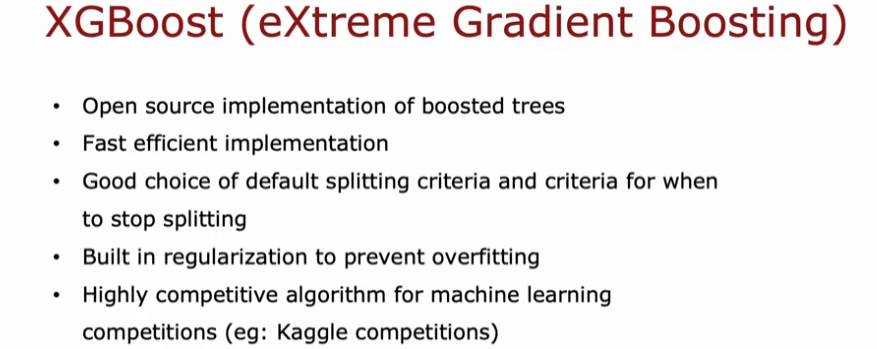 XGBoost (eXtreme Gradient Boosting)
• Open source implementation of boosted trees
• Fast efficient implementation
• Good choice of default splitting criteria and criteria for when
to stop splitting
• Built in regularization to prevent overfitting
• Highly competitive algorithm for machine learning
competitions (eg: Kaggle competitions)